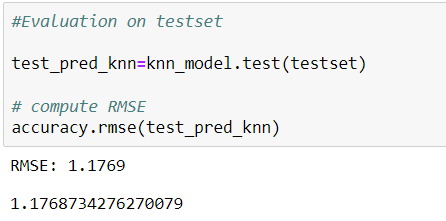 #Evaluation on testset
test_pred_knn=knn_model.test(testset)
# compute RMSE
accuracy.rmse(test_pred_knn)
RMSE: 1.1769
1.1768734276270079